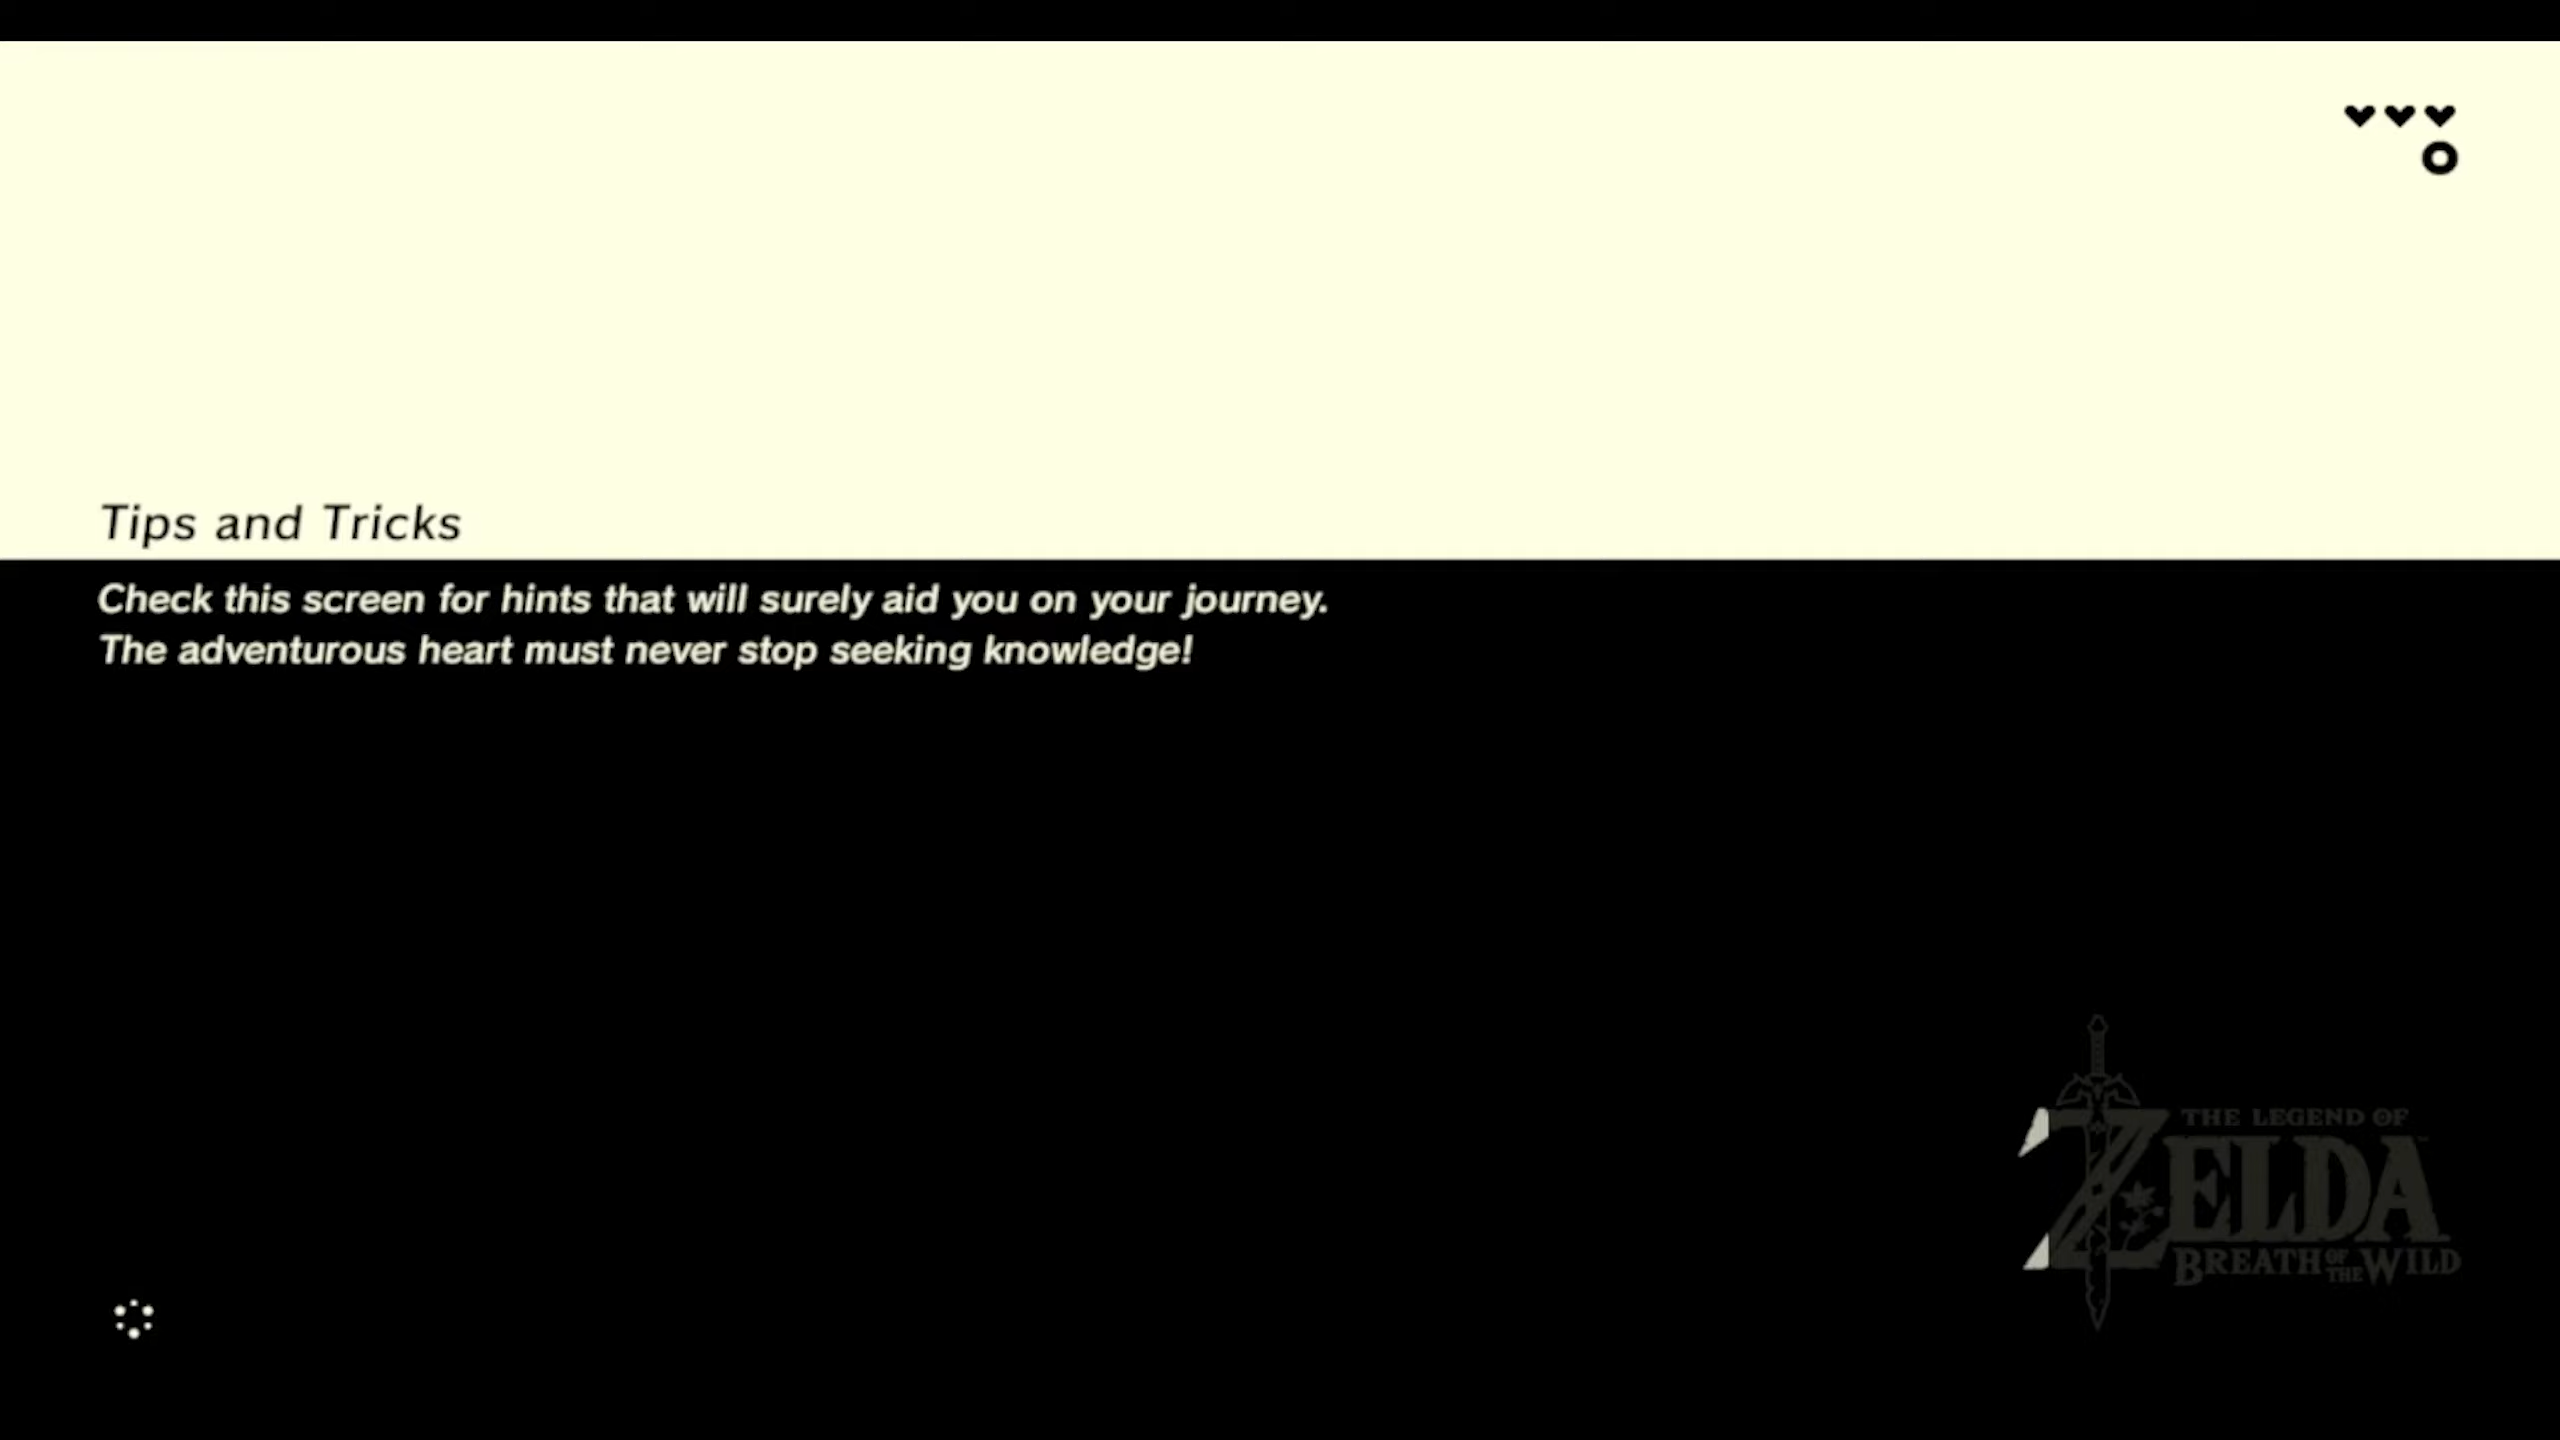 Tips and Tricks
Check this screen for hints that will surely aid you on your journey.
The adventurous heart must never stop seeking knowledge!
THE LEGEND OF
ZELDA
BREATH OF THE WILD